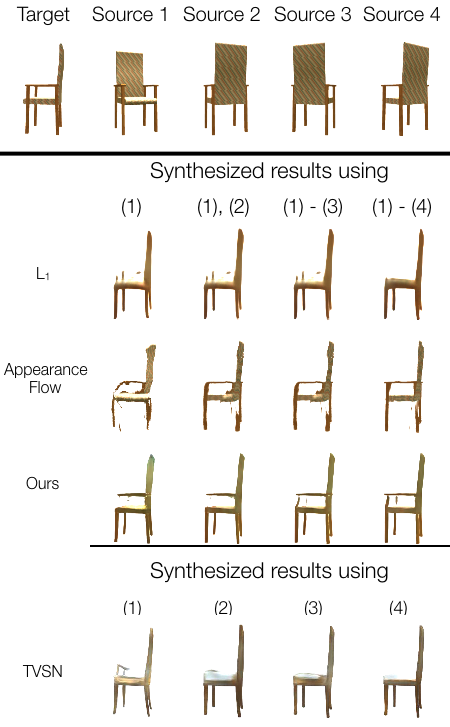 Target Source 1 Source 2 Source 3 Source 4
Synthesized results using
(1) (1), (2) (1) - (3) (1) - (4)
L₁
Appearance
Flow
Ours
Synthesized results using
(1) (2) (3) (4)
TVSN